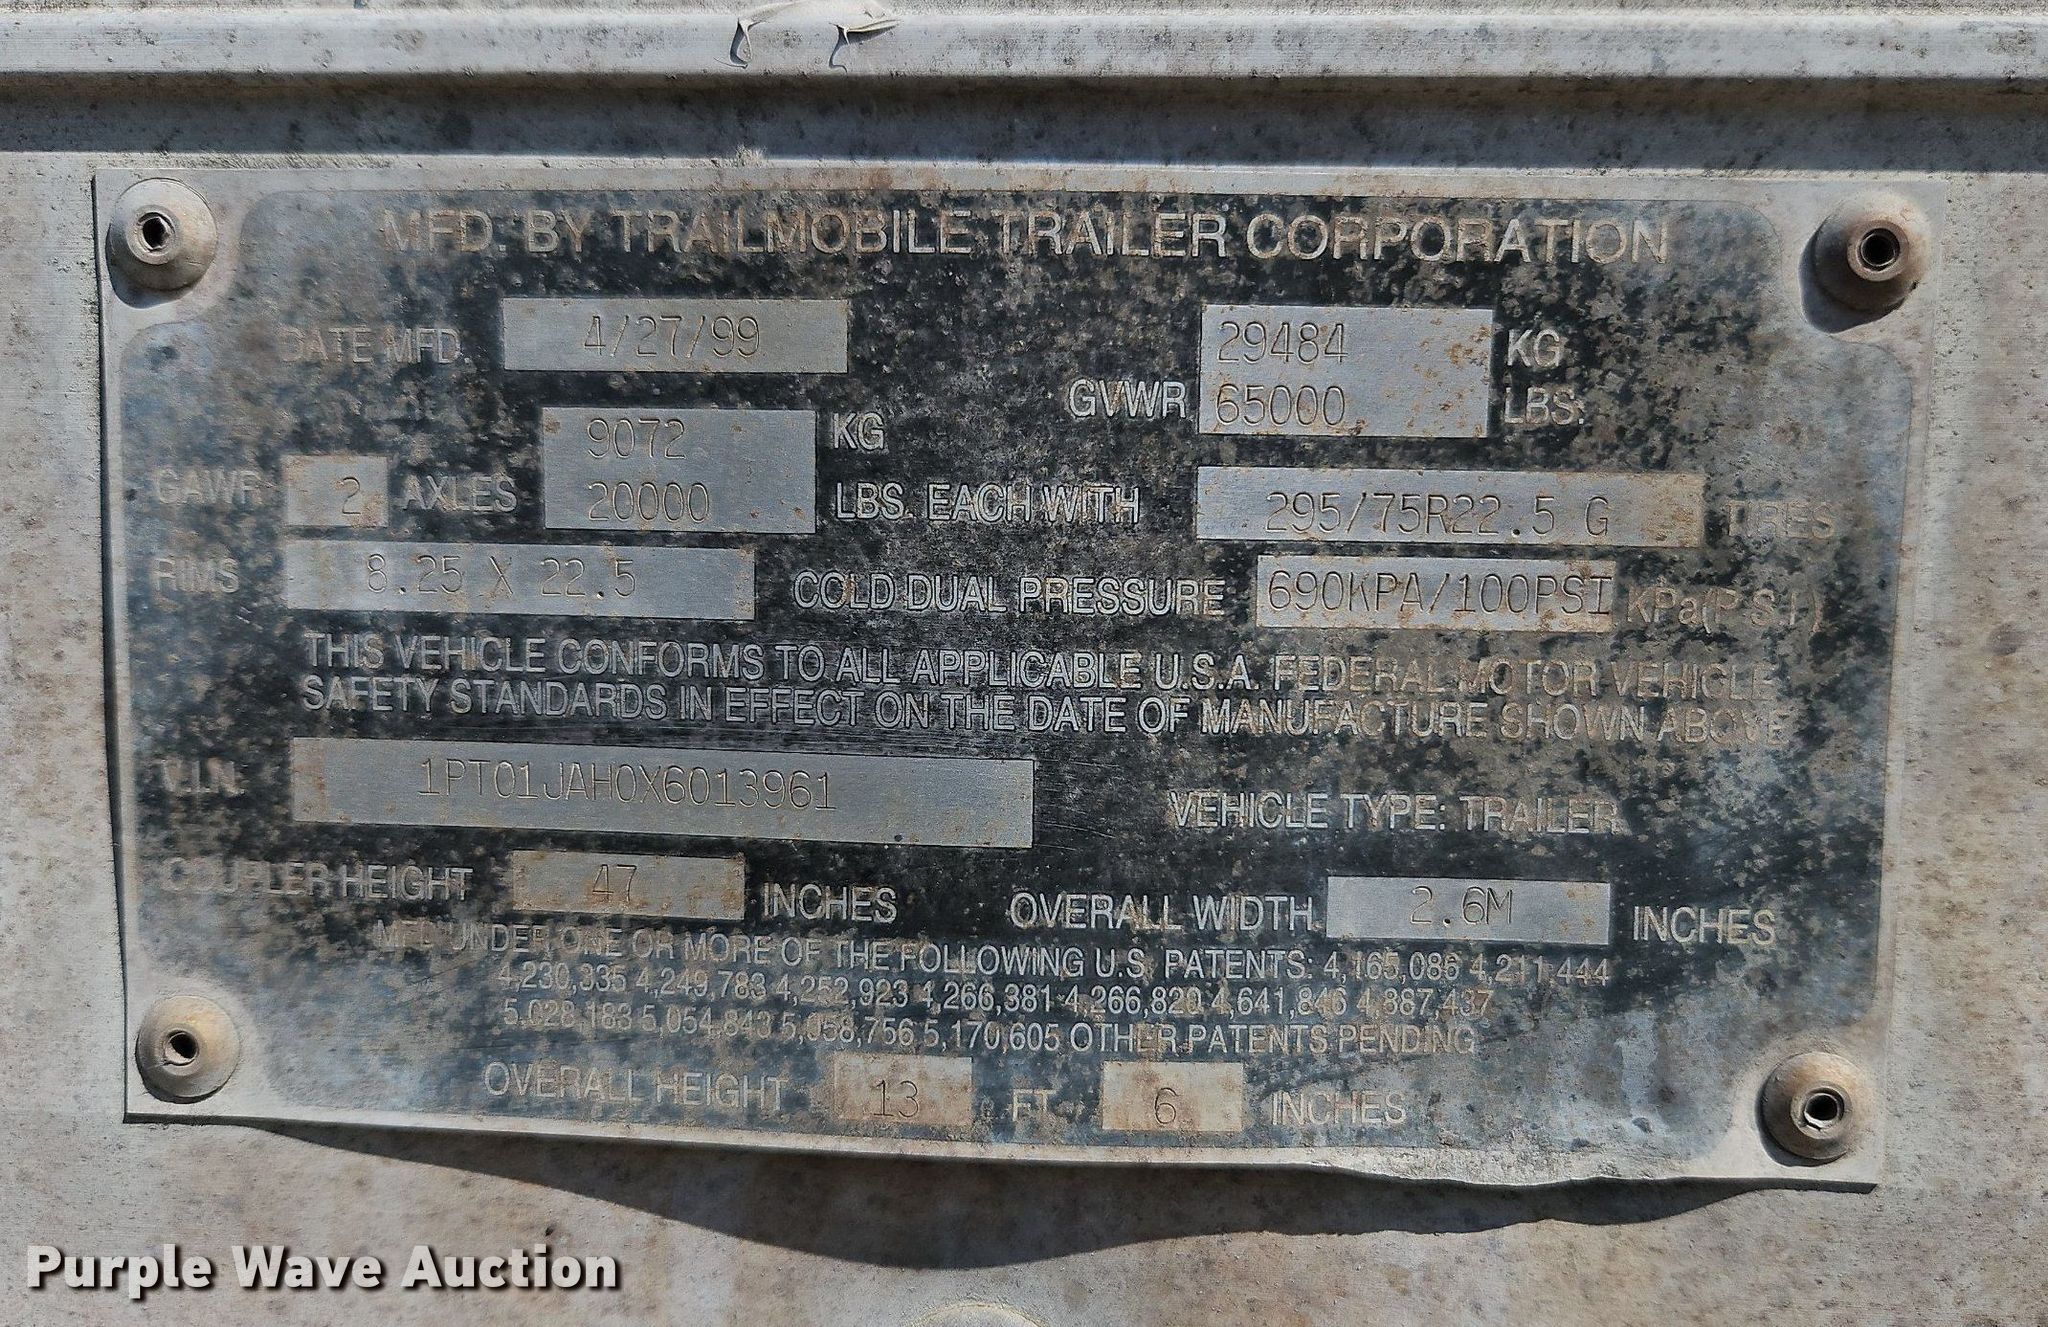 MFD. BY TRAILMOBILE TRAILER CORPORATION
DATE MFD. 4/27/99
GVWR 29484 KG
65000 LBS.
GAWR 2 AXLES 9072 KG
20000 LBS. EACH WITH 295/75R22.5 G TIRES
RIMS 8.25 X 22.5 COLD DUAL PRESSURE 690KPA/100PSI KPa(P.S.I.)
THIS VEHICLE CONFORMS TO ALL APPLICABLE U.S.A. FEDERAL MOTOR VEHICLE
SAFETY STANDARDS IN EFFECT ON THE DATE OF MANUFACTURE SHOWN ABOVE
V.I.N. 1PT01JAH0X6013961
VEHICLE TYPE: TRAILER
COUPLER HEIGHT 47 INCHES OVERALL WIDTH 2.6M INCHES
MFD UNDER ONE OR MORE OF THE FOLLOWING U.S. PATENTS: 4,165,086 4,211,444
4,230,335 4,249,783 4,252,923 4,266,381 4,266,820 4,641,846 4,887,437
5,028,183 5,054,843 5,058,756 5,170,605 OTHER PATENTS PENDING
OVERALL HEIGHT 13 FT. 6 INCHES
Purple Wave Auction